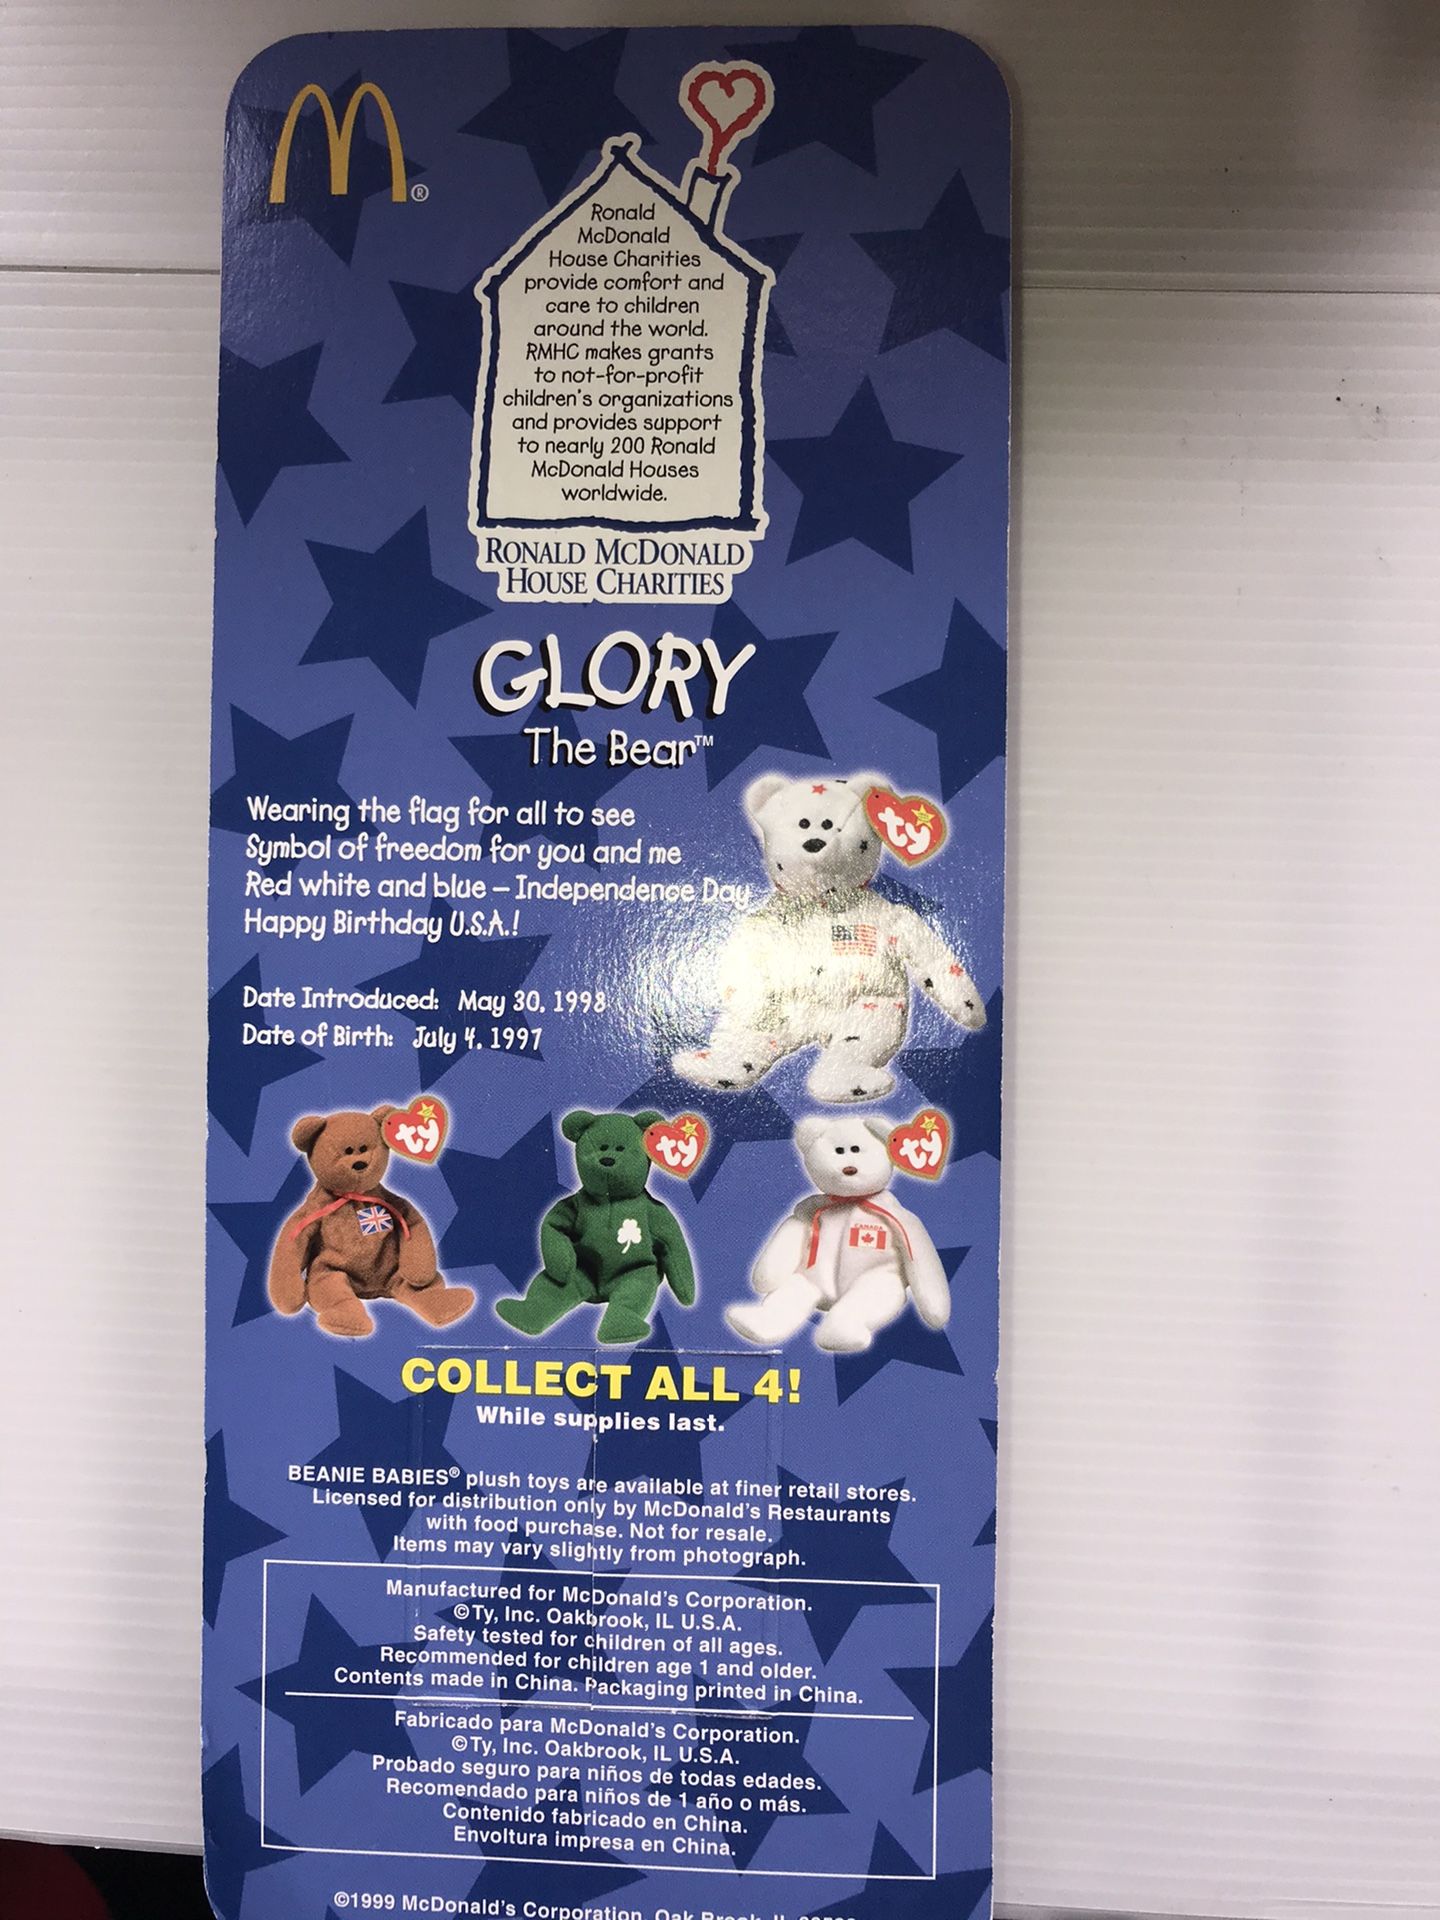 M®
Ronald
McDonald
House Charities
provide comfort and
care to children
around the world.
RMHC makes grants
to not-for-profit
children's organizations
and provides support
to nearly 200 Ronald
McDonald Houses
worldwide.
RONALD MCDONALD
HOUSE CHARITIES
GLORY
The Bear™
Wearing the flag for all to see
Symbol of freedom for you and me
Red white and blue – Independence Day
Happy Birthday U.S.A.!
ty
Date Introduced: May 30, 1998
Date of Birth: July 4, 1997
ty
ty
ty
CANADA
COLLECT ALL 4!
While supplies last.
BEANIE BABIES® plush toys are available at finer retail stores.
Licensed for distribution only by McDonald's Restaurants
with food purchase. Not for resale.
Items may vary slightly from photograph.
Manufactured for McDonald's Corporation.
©Ty, Inc. Oakbrook, IL U.S.A.
Safety tested for children of all ages.
Recommended for children age 1 and older.
Contents made in China. Packaging printed in China.
Fabricado para McDonald's Corporation.
©Ty, Inc. Oakbrook, IL U.S.A.
Probado seguro para niños de todas edades.
Recomendado para niños de 1 año o más.
Contenido fabricado en China.
Envoltura impresa en China.
©1999 McDonald's Corporation, Oak Brook, IL